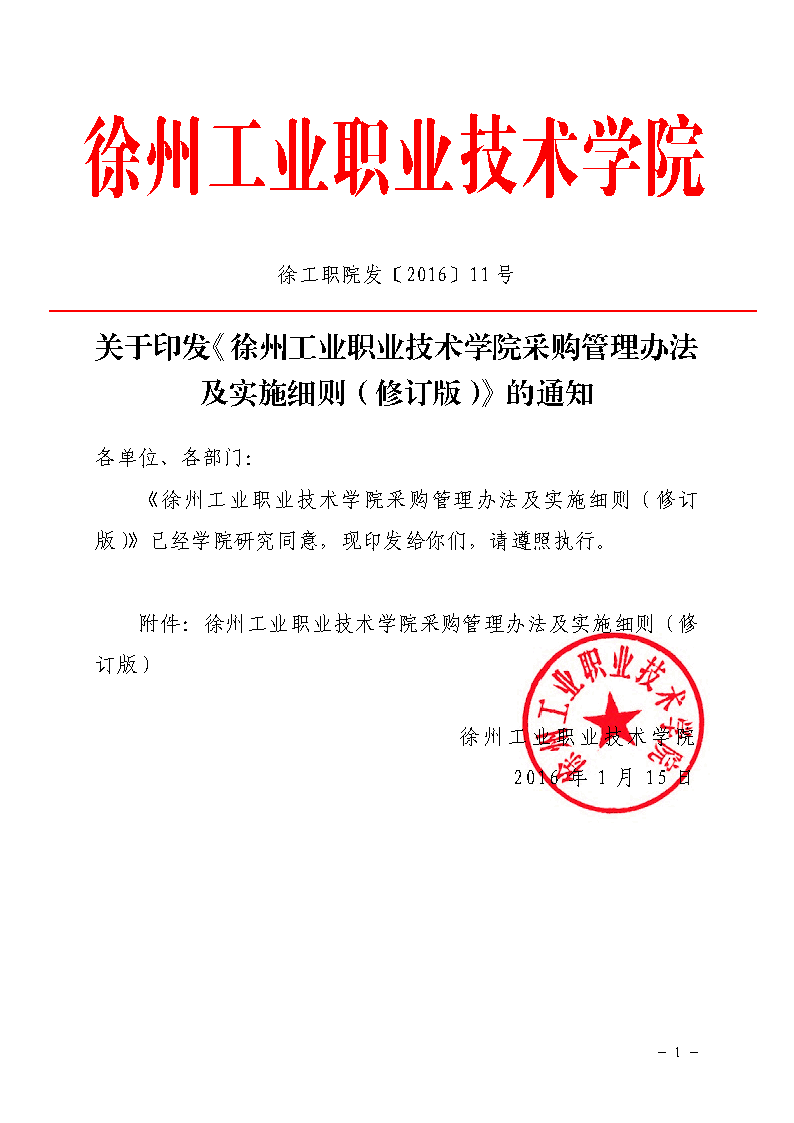 徐州工业职业技术学院
徐工职院发〔2016〕11号
关于印发《徐州工业职业技术学院采购管理办法
及实施细则（修订版）》的通知
各单位、各部门：
《徐州工业职业技术学院采购管理办法及实施细则（修订
版）》已经学院研究同意，现印发给你们，请遵照执行。
附件：徐州工业职业技术学院采购管理办法及实施细则（修
订版）
徐州工业职业技术学院
徐州工业职业技术学院
2016年1月15日
－ 1 －